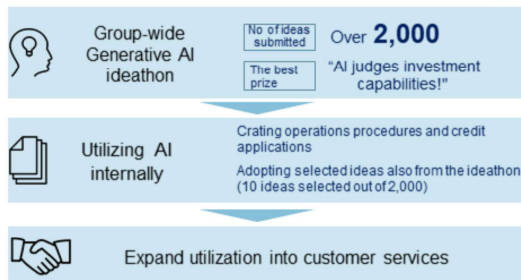 Group-wide
Generative AI
ideathon
No of ideas
submitted
Over 2,000
The best
prize
"AI judges investment
capabilities!"
Utilizing AI
internally
Crating operations procedures and credit
applications
Adopting selected ideas also from the ideathon
(10 ideas selected out of 2,000)
Expand utilization into customer services